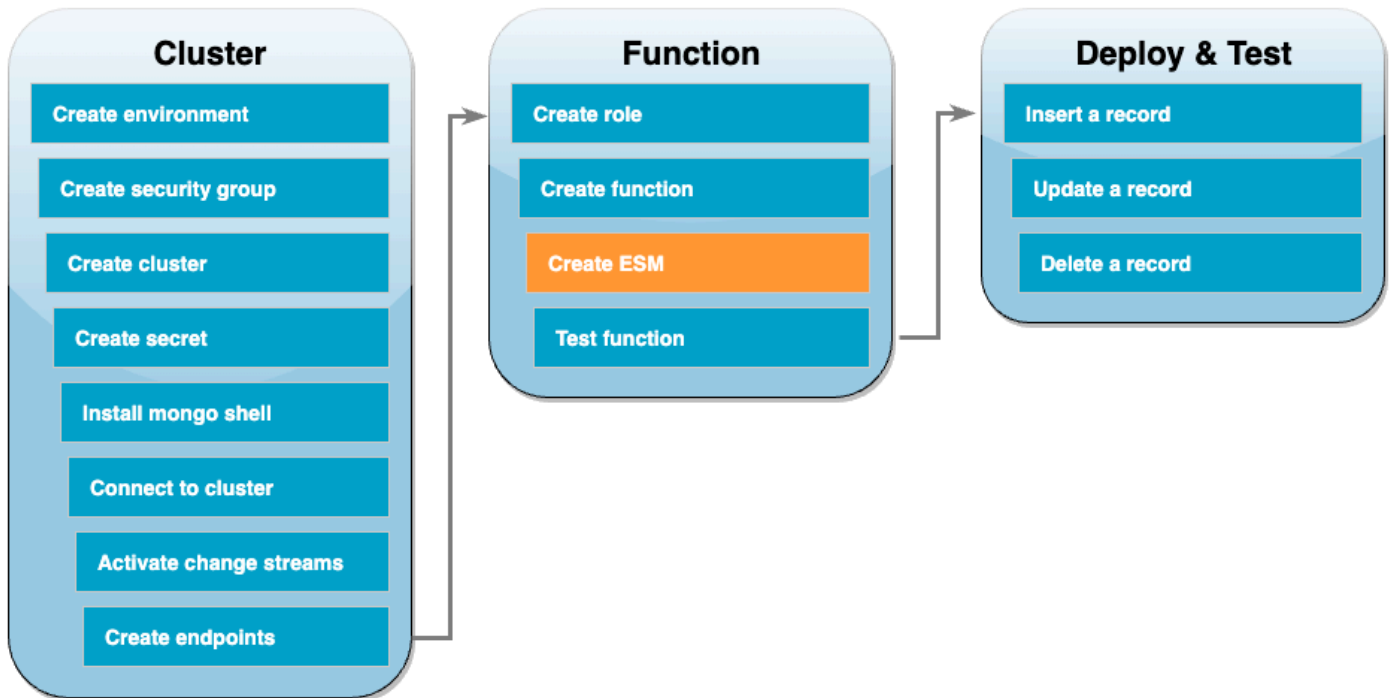 Cluster
Create environment
Create security group
Create cluster
Create secret
Install mongo shell
Connect to cluster
Activate change streams
Create endpoints
Function
Create role
Create function
Create ESM
Test function
Deploy & Test
Insert a record
Update a record
Delete a record